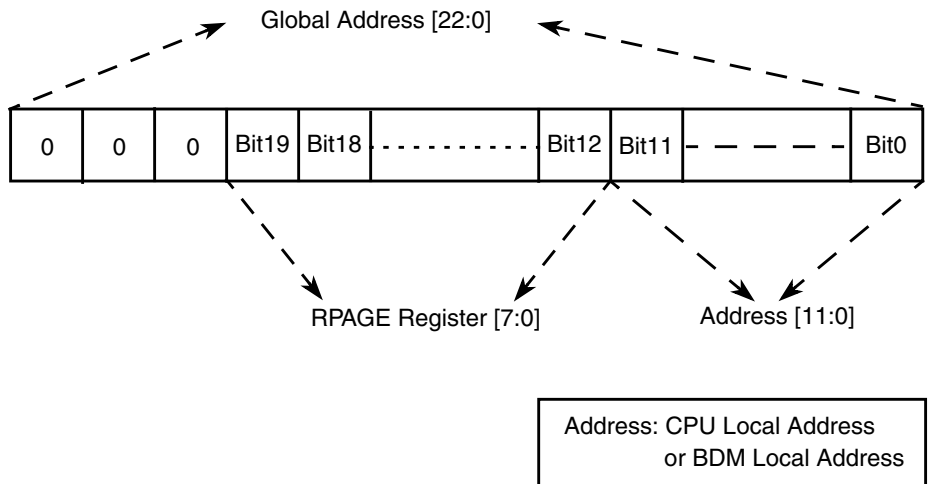 Global Address [22:0]
0 0 0 Bit19 Bit18 Bit12 Bit11 Bit0
RPAGE Register [7:0] Address [11:0]
Address: CPU Local Address
or BDM Local Address